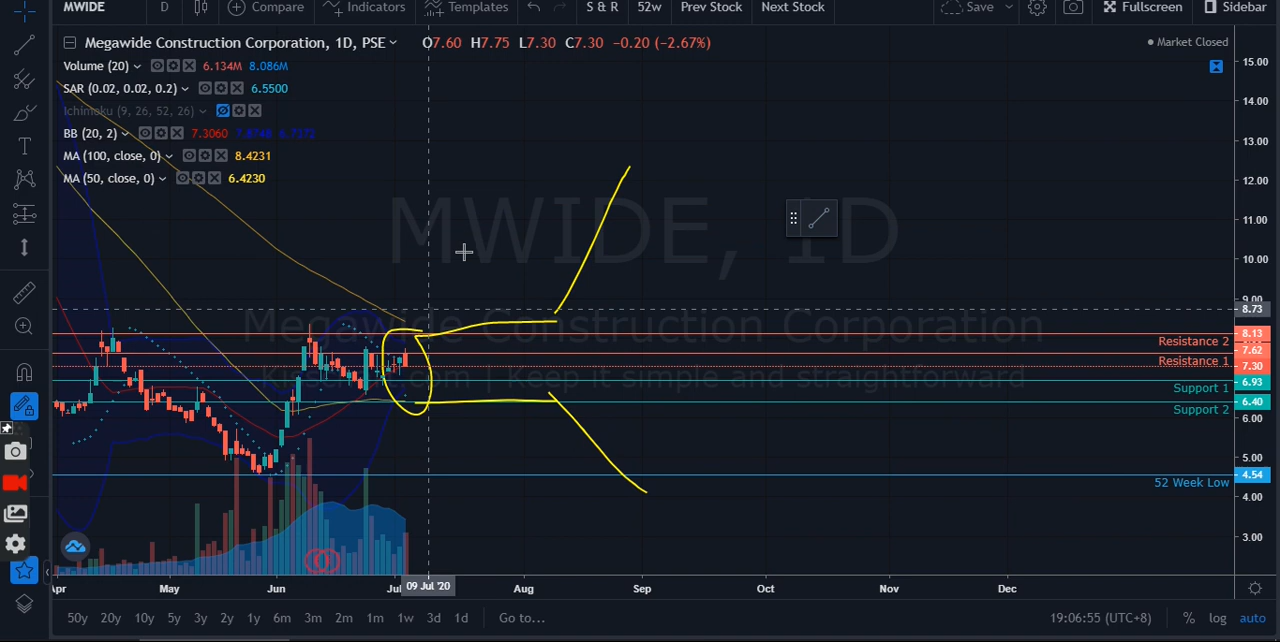 MWIDE D Compare Indicators Templates S & R 52w Prev Stock Next Stock Save Fullscreen Sidebar
Megawide Construction Corporation, 1D, PSE O7.60 H7.75 L7.30 C7.30 −0.20 (−2.67%)
Market Closed
Volume (20) 6.134M 8.086M
SAR (0.02, 0.02, 0.2) 6.5500
Ichimoku (9, 26, 52, 26)
BB (20, 2) 7.3060
MA (100, close, 0) 8.4231
MA (50, close, 0) 6.4230
MWIDE, 1D
Megawide Construction Corporation
Keep it simple and straightforward
15.00
14.00
13.00
12.00
11.00
10.00
9.00
8.73
8.13
Resistance 2
7.62
Resistance 1
7.30
6.93
Support 1
6.40
Support 2
6.00
5.00
4.54
52 Week Low
4.00
3.00
May Jun 09 Jul '20 Aug Sep Oct Nov Dec
50y 20y 10y 5y 3y 2y 1y 6m 3m 2m 1m 1w 3d 1d Go to... 19:06:55 (UTC+8) % log auto